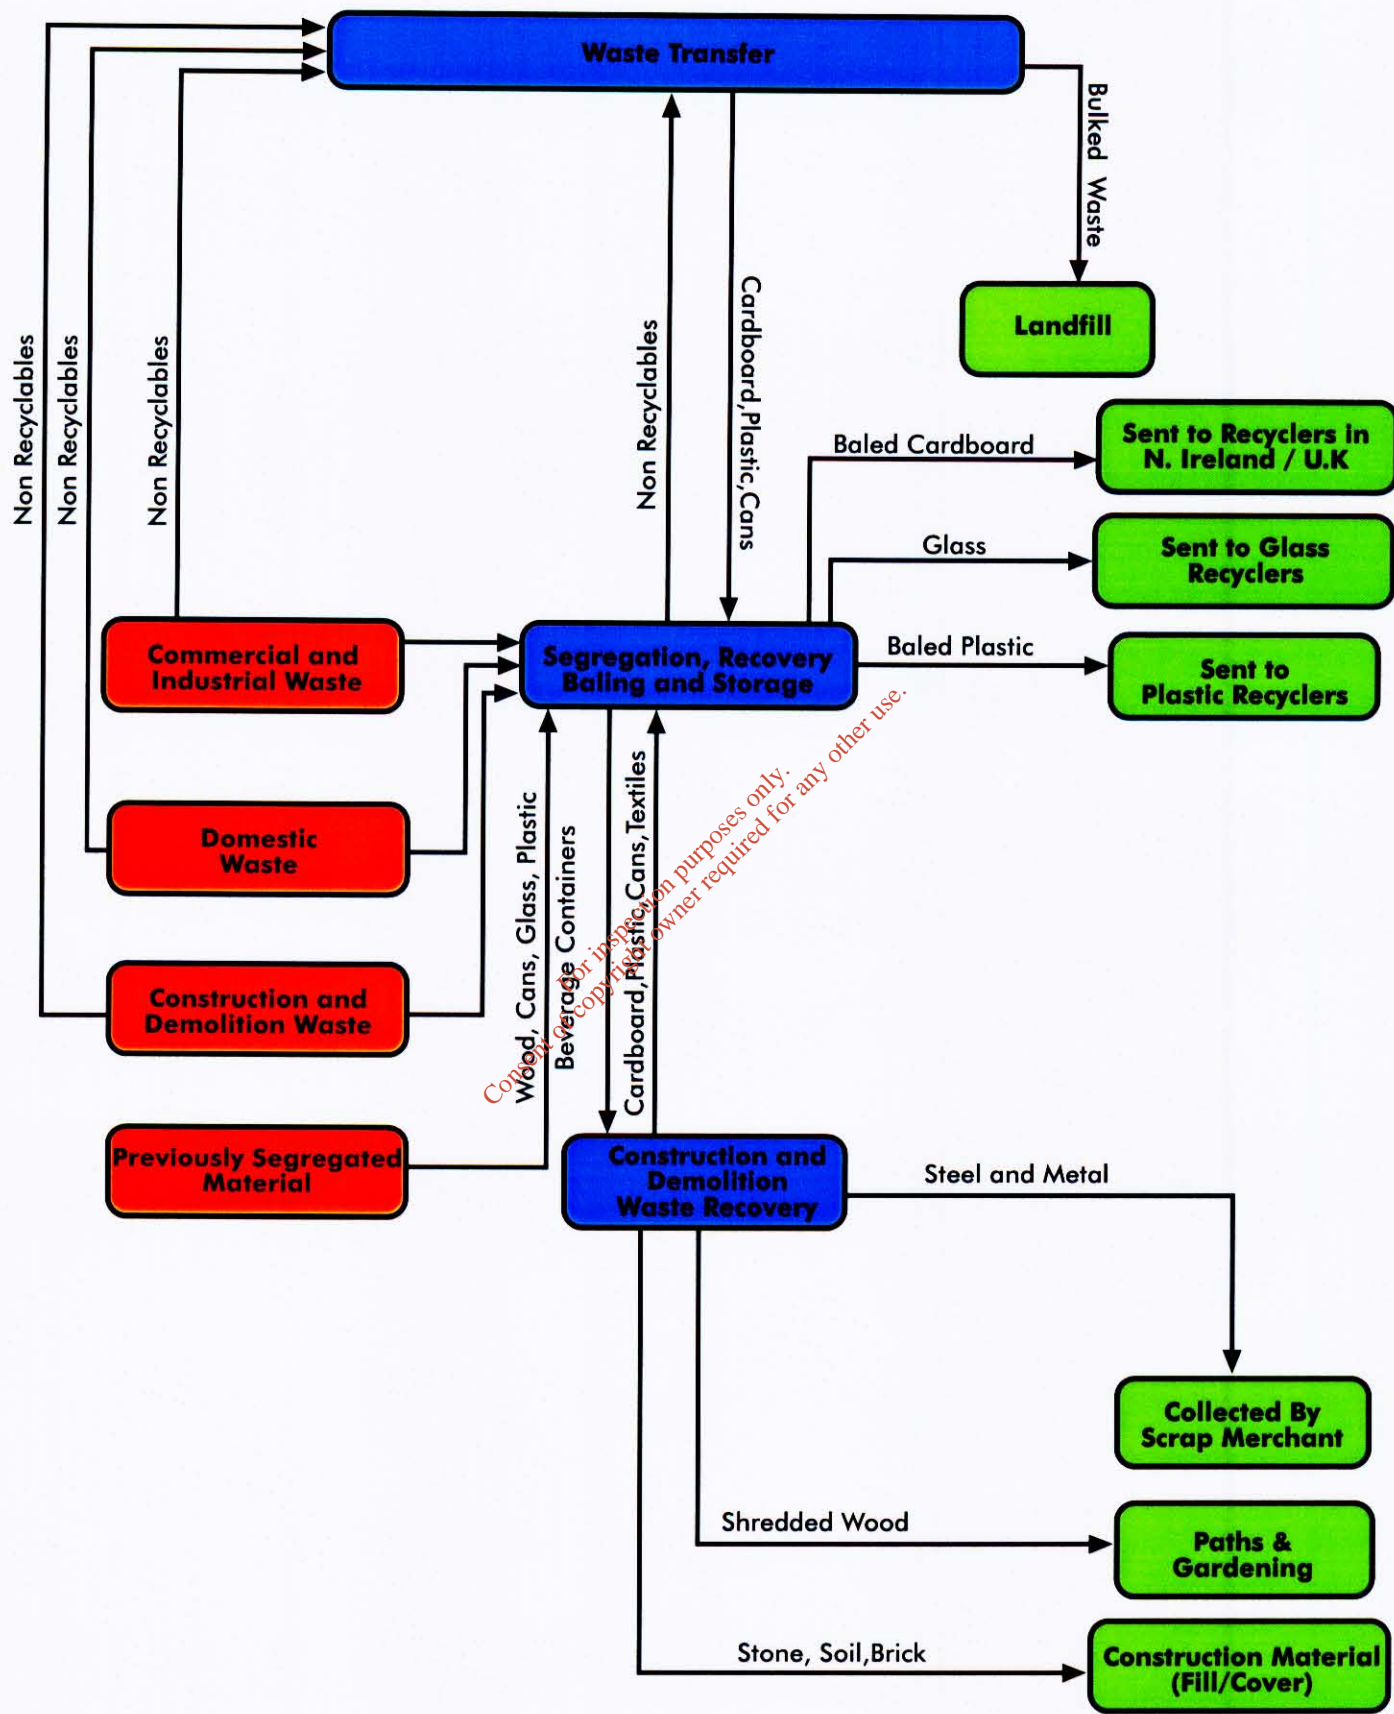 Waste Transfer
Bulked Waste
Landfill
Non Recyclables
Non Recyclables
Non Recyclables
Non Recyclables
Cardboard,Plastic,Cans
Baled Cardboard
Sent to Recyclers in
N. Ireland / U.K
Glass
Sent to Glass
Recyclers
Commercial and
Industrial Waste
Segregation, Recovery
Baling and Storage
Baled Plastic
Sent to
Plastic Recyclers
Domestic
Waste
Wood, Cans, Glass, Plastic
Beverage Containers
Cardboard,Plastic,Cans,Textiles
For inspection purposes only.
Consent of copyright owner required for any other use.
Construction and
Demolition Waste
Previously Segregated
Material
Construction and
Demolition
Waste Recovery
Steel and Metal
Collected By
Scrap Merchant
Shredded Wood
Paths &
Gardening
Stone, Soil,Brick
Construction Material
(Fill/Cover)